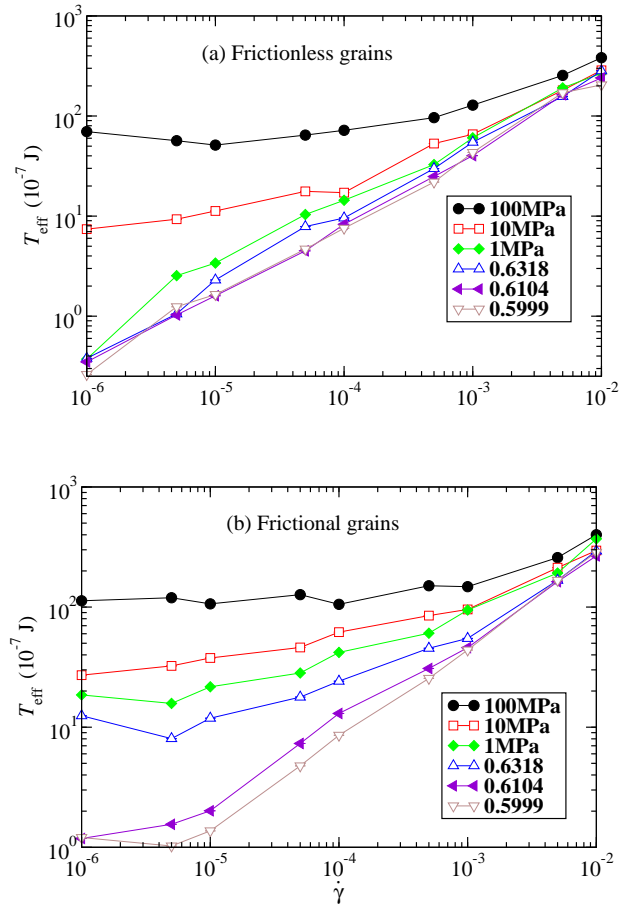 (a) Frictionless grains
10^3
10^2
10^1
10^0
T_eff (10^-7 J)
100MPa
10MPa
1MPa
0.6318
0.6104
0.5999
10^-6 10^-5 10^-4 10^-3 10^-2
(b) Frictional grains
10^3
10^2
10^1
10^0
T_eff (10^-7 J)
100MPa
10MPa
1MPa
0.6318
0.6104
0.5999
10^-6 10^-5 10^-4 10^-3 10^-2
γ̇